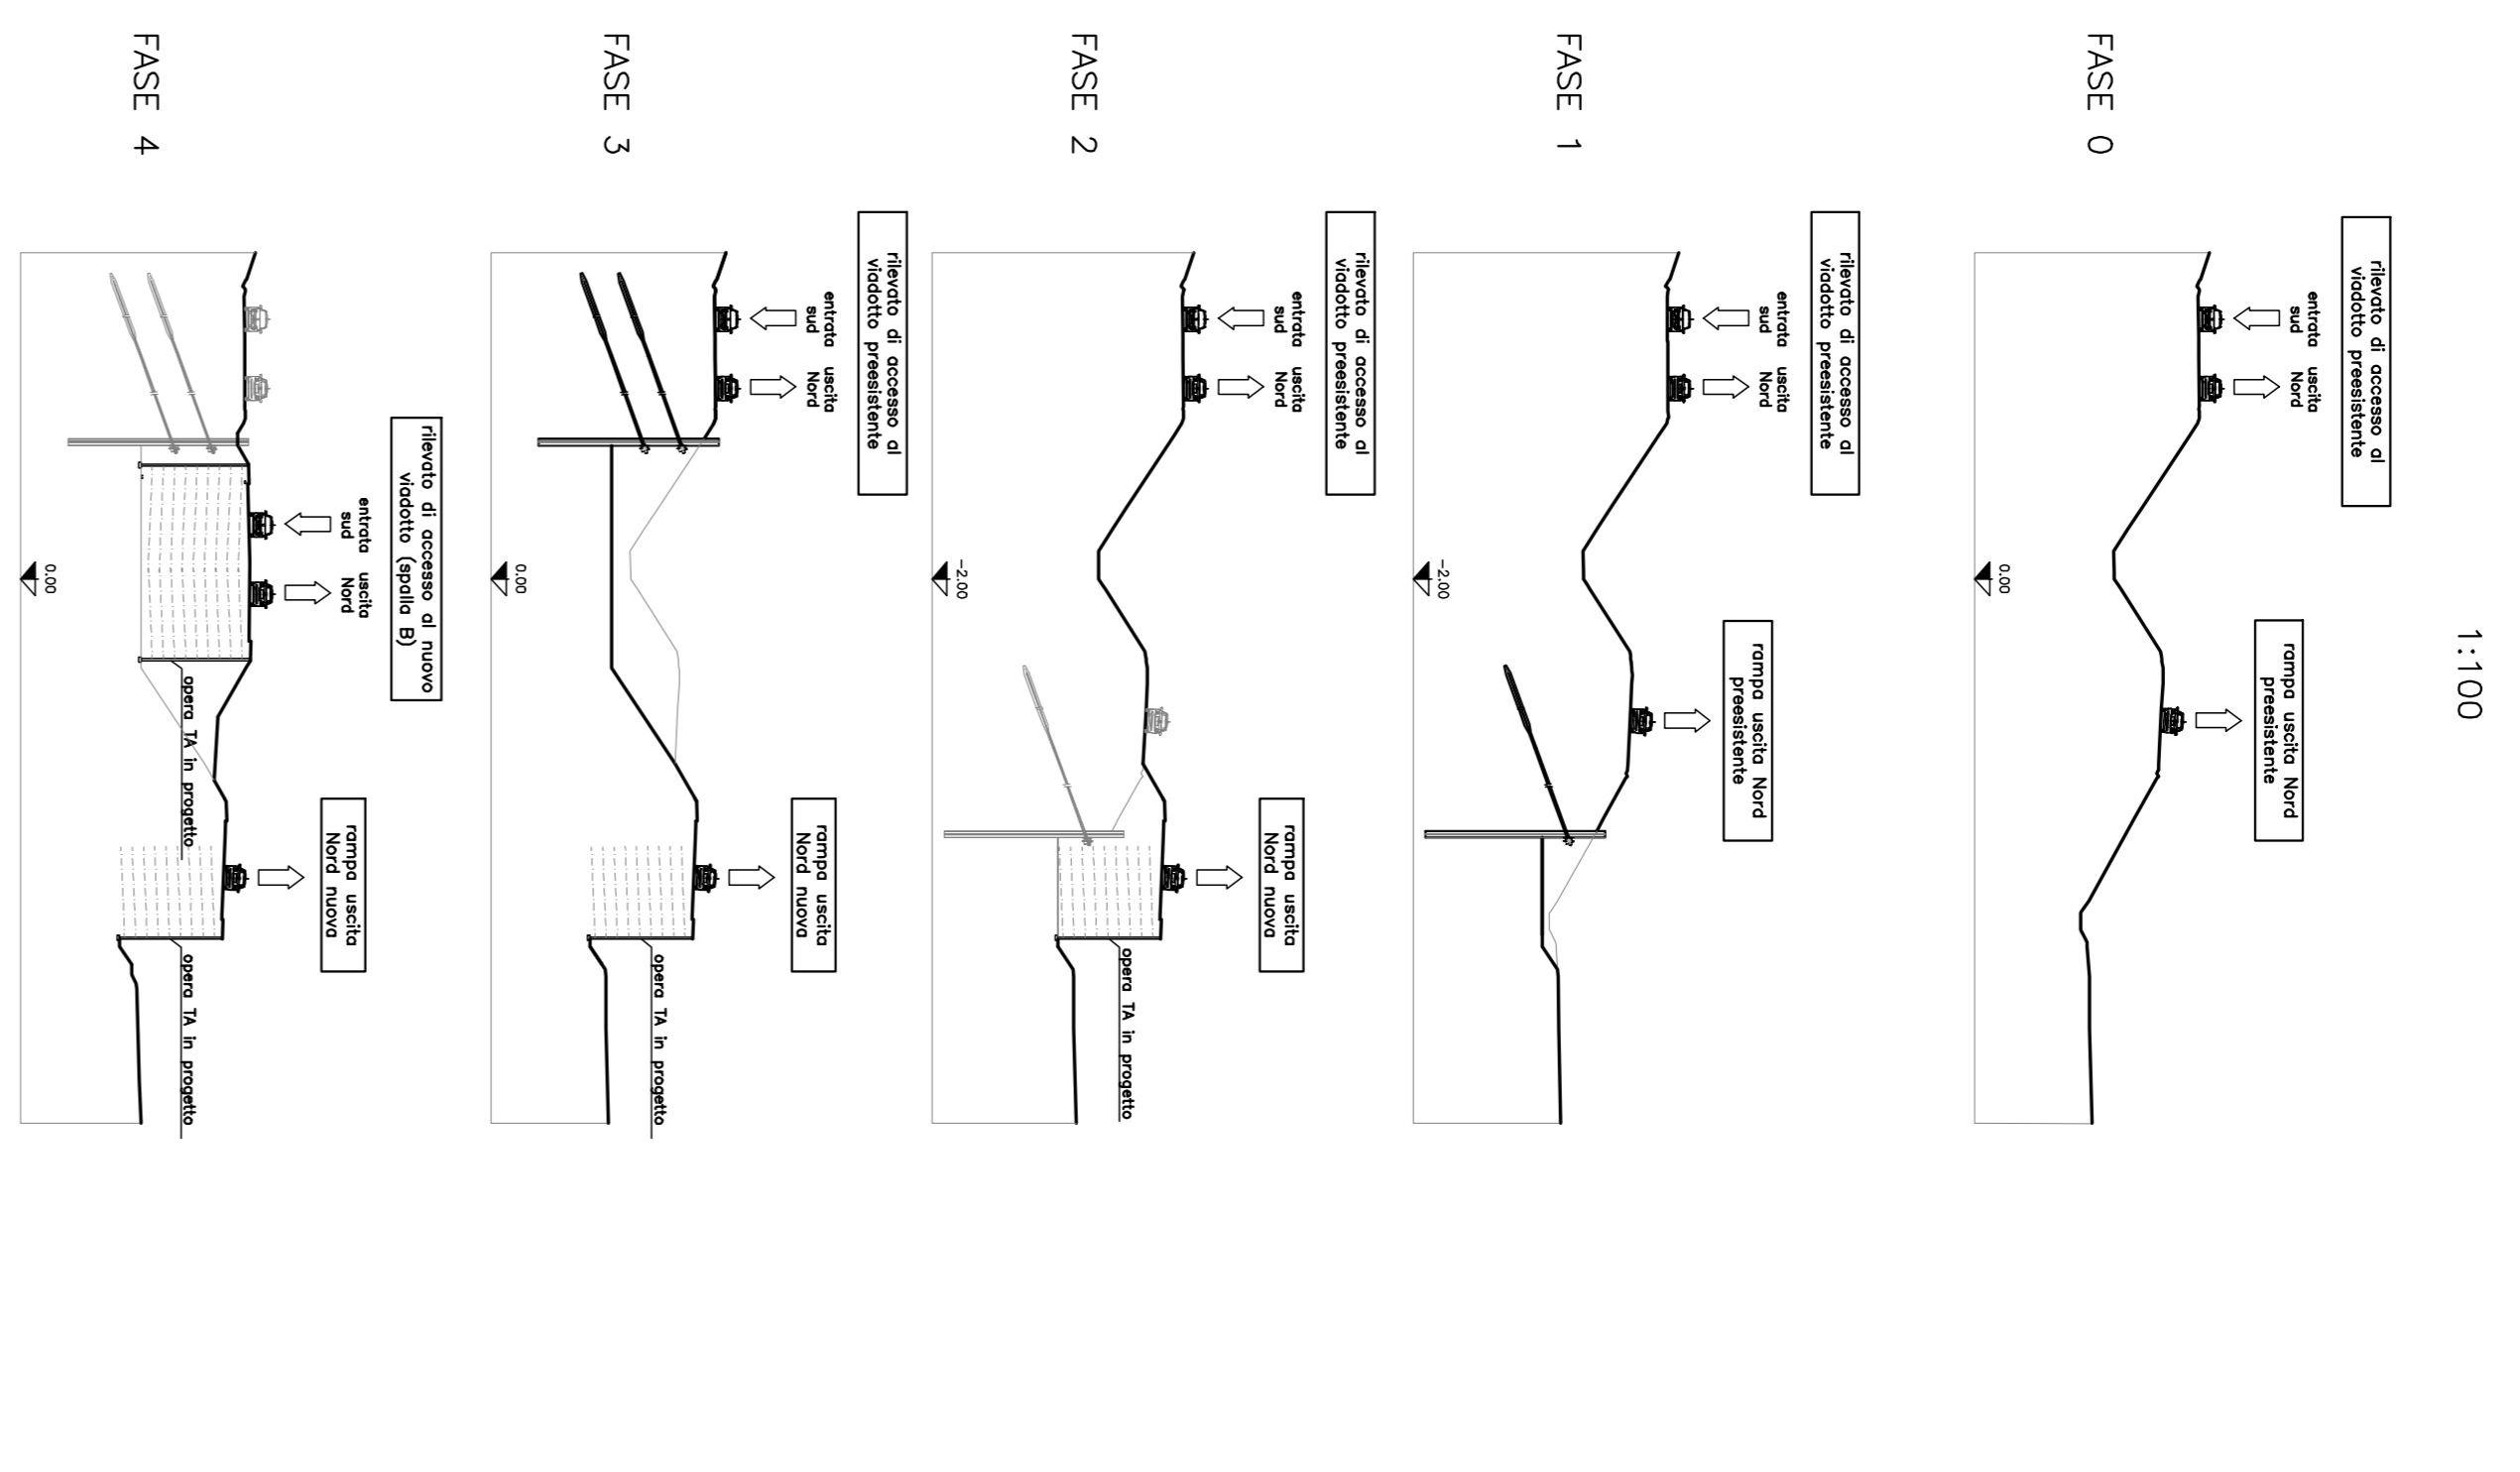 1:100
FASE 0
rilevato di accesso al
viadotto preesistente
entrata
sud
uscita
Nord
rampa uscita Nord
preesistente
0.00
FASE 1
rilevato di accesso al
viadotto preesistente
entrata
sud
uscita
Nord
rampa uscita Nord
preesistente
-2.00
FASE 2
rilevato di accesso al
viadotto preesistente
entrata
sud
uscita
Nord
rampa uscita
Nord nuova
-2.00
opera TA in progetto
FASE 3
rilevato di accesso al
viadotto preesistente
entrata
sud
uscita
Nord
rampa uscita
Nord nuova
0.00
opera TA in progetto
FASE 4
rilevato di accesso al nuovo
viadotto (spalla B)
entrata
sud
uscita
Nord
rampa uscita
Nord nuova
0.00
opera TA in progetto
opera TA in progetto